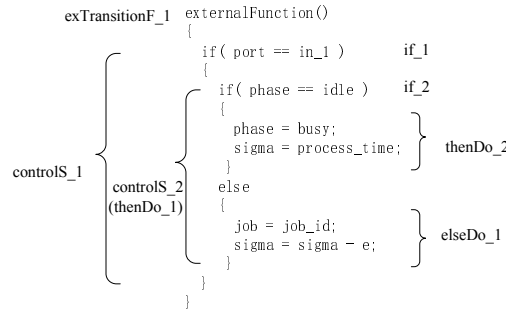 exTransitionF_1 externalFunction()
{
if( port == in_1 ) if_1
{
if( phase == idle ) if_2
{
phase = busy;
sigma = process_time; thenDo_2
}
controlS_1
controlS_2 else
(thenDo_1) {
job = job_id;
sigma = sigma - e; elseDo_1
}
}
}